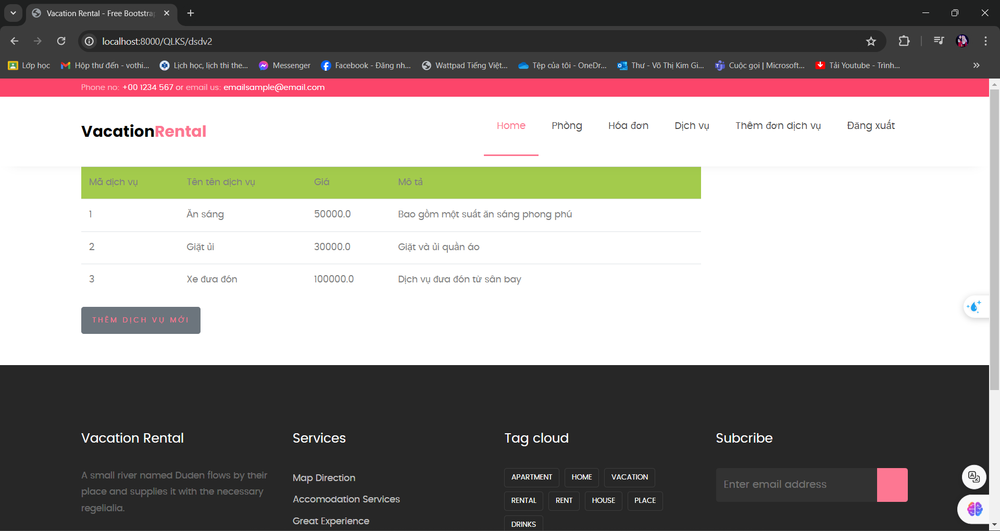 Vacation Rental - Free Bootstrap
localhost:8000/QLKS/dsdv2
Lớp học
Hộp thư đến - vothi...
Lịch học, lịch thi the...
Messenger
Facebook - Đăng nh...
Wattpad Tiếng Việt...
Tệp của tôi - OneDr...
Thư - Võ Thị Kim Gi...
Cuộc gọi | Microsoft...
Tải Youtube - Trình...
Phone no: +00 1234 567 or email us: emailsample@email.com
VacationRental
Home
Phòng
Hóa đơn
Dịch vụ
Thêm đơn dịch vụ
Đăng xuất
Mã dịch vụ Tên tên dịch vụ Giá Mô tả
1 Ăn sáng 50000.0 Bao gồm một suất ăn sáng phong phú
2 Giặt ủi 30000.0 Giặt và ủi quần áo
3 Xe đưa đón 100000.0 Dịch vụ đưa đón từ sân bay
THÊM DỊCH VỤ MỚI
Vacation Rental
A small river named Duden flows by their
place and supplies it with the necessary
regelialia.
Services
Map Direction
Accomodation Services
Great Experience
Tag cloud
APARTMENT HOME VACATION
RENTAL RENT HOUSE PLACE
DRINKS
Subcribe
Enter email address